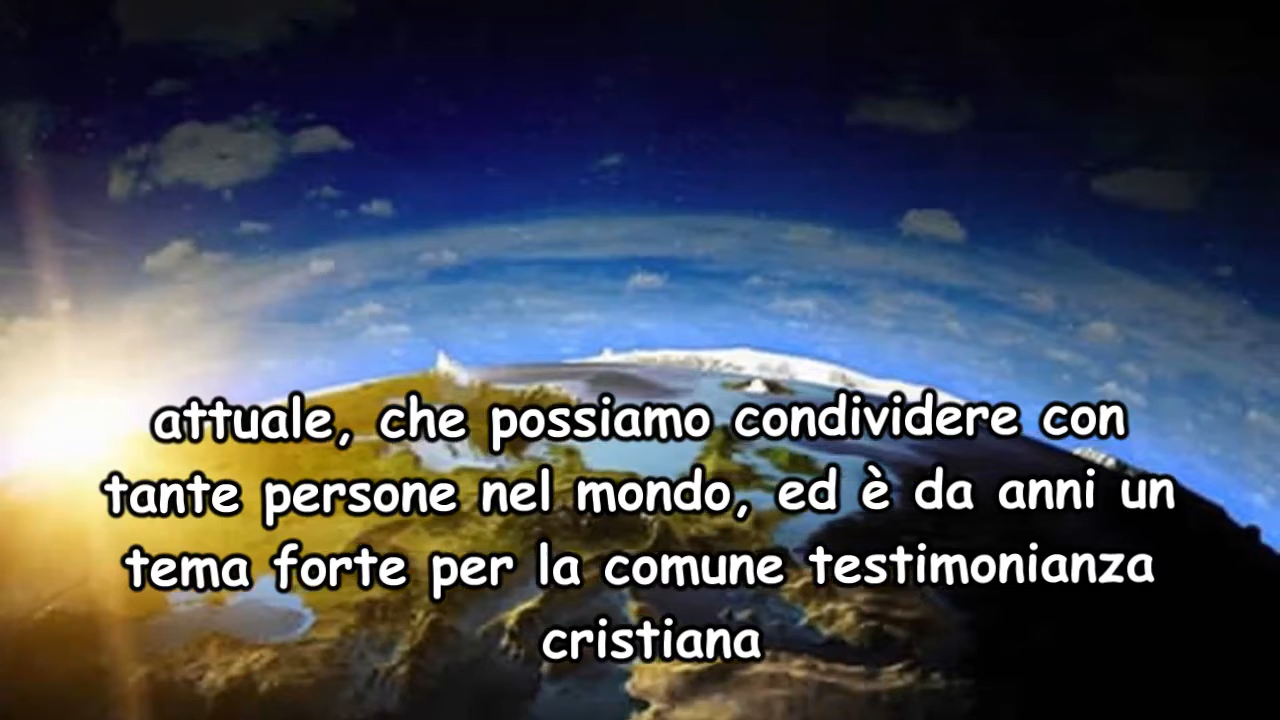 attuale, che possiamo condividere con
tante persone nel mondo, ed è da anni un
tema forte per la comune testimonianza
cristiana